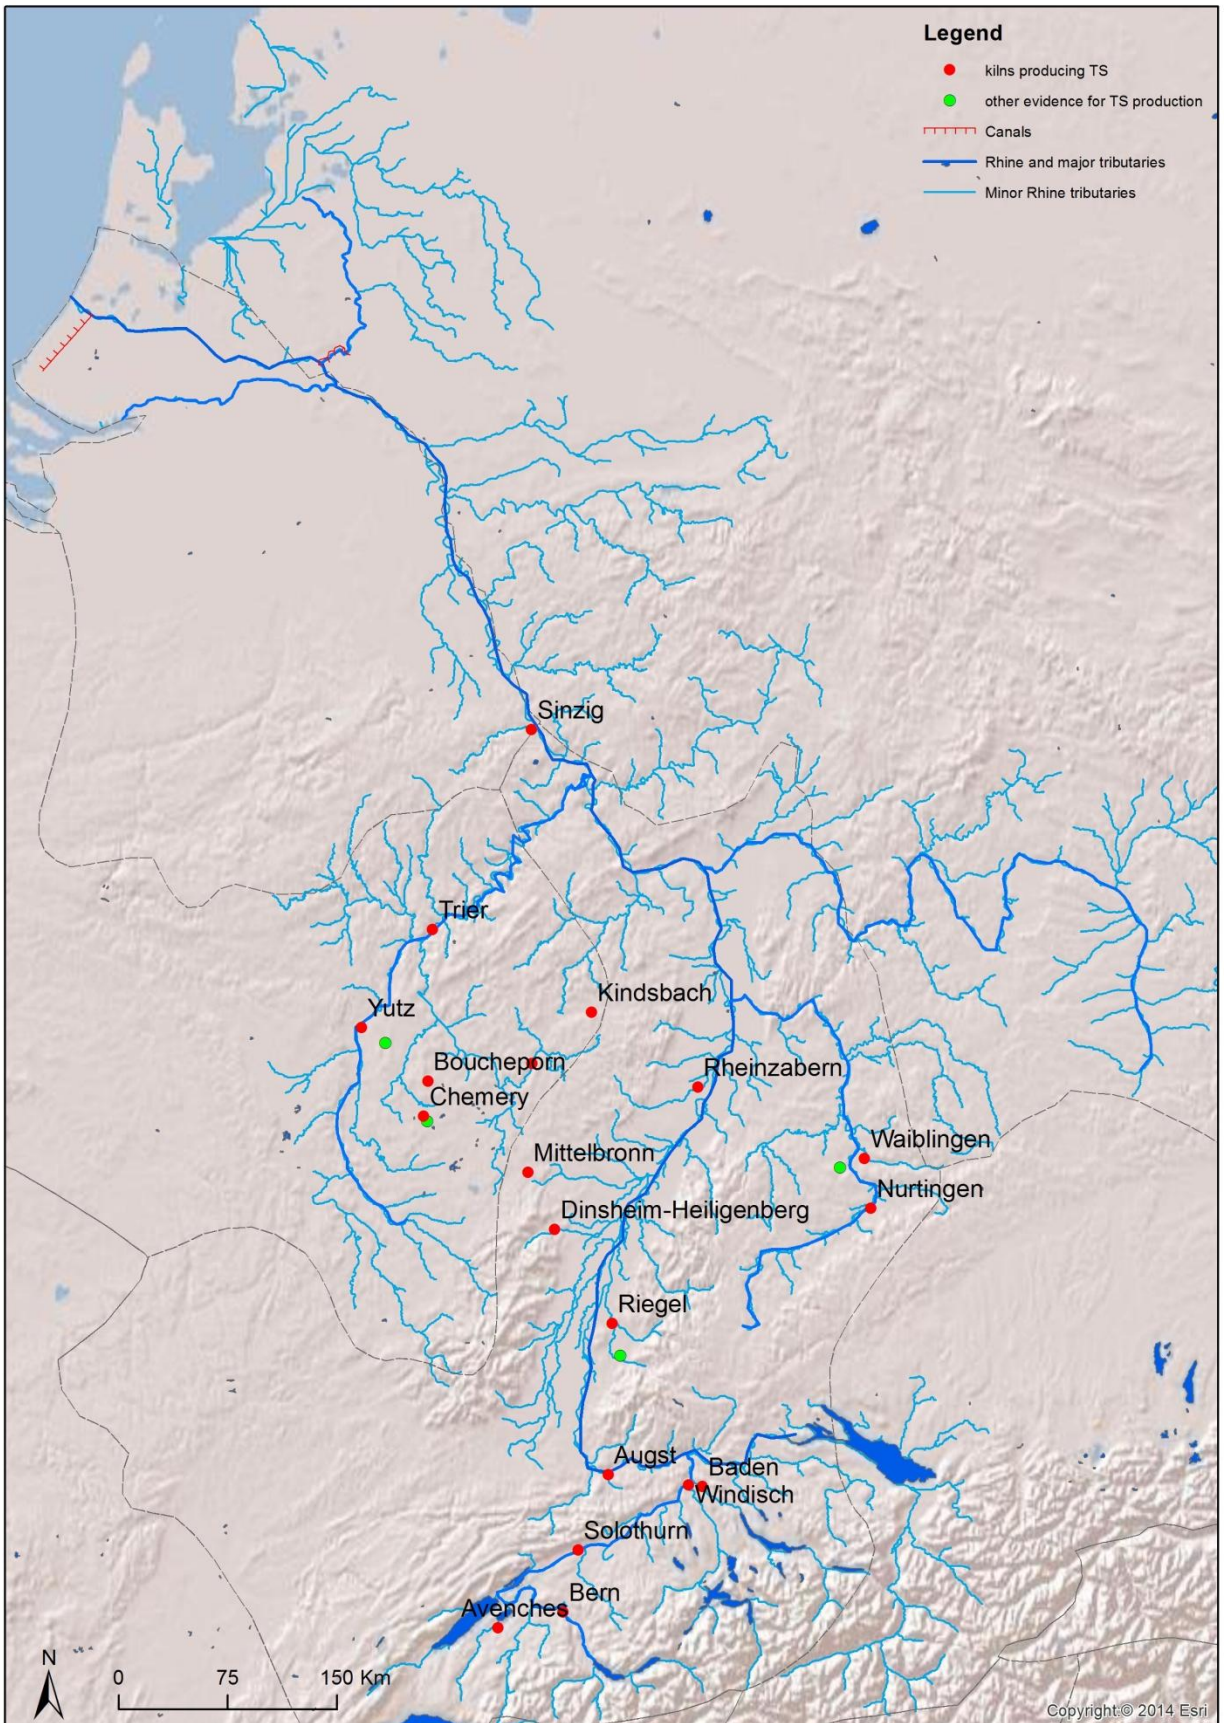 Legend
kilns producing TS
other evidence for TS production
Canals
Rhine and major tributaries
Minor Rhine tributaries
Sinzig
Trier
Kindsbach
Yutz
Boucheporn
Rheinzabern
Chemery
Waiblingen
Mittelbronn
Nurtingen
Dinsheim-Heiligenberg
Riegel
Augst
Baden
Windisch
Solothurn
Bern
Avenches
N
0 75 150 Km
Copyright:© 2014 Esri